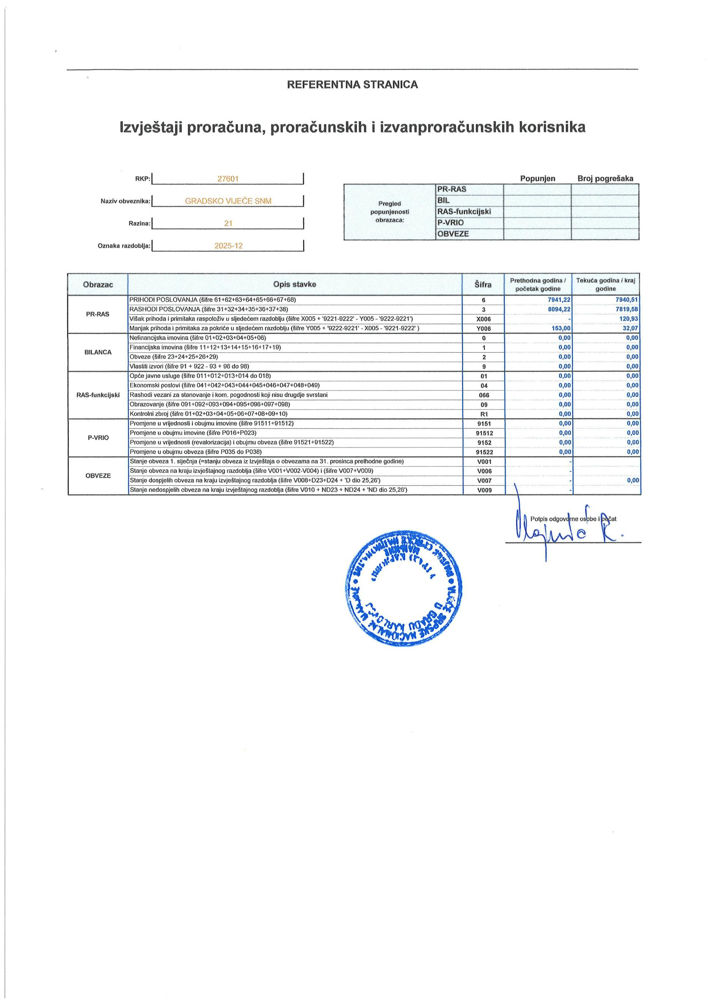 REFERENTNA STRANICA
Izvještaji proračuna, proračunskih i izvanproračunskih korisnika
RKP: 27601
Naziv obveznika: GRADSKO VIJEĆE SNM
Razina: 21
Oznaka razdoblja: 2025-12
Popunjen Broj pogrešaka
Pregled popunjenosti obrazaca:
PR-RAS
BIL
RAS-funkcijski
P-VRIO
OBVEZE
Obrazac Opis stavke Šifra Prethodna godina / početak godine Tekuća godina / kraj godine
PR-RAS
PRIHODI POSLOVANJA (šifre 61+62+63+64+65+66+67+68) 6 7941,22 7940,51
RASHODI POSLOVANJA (šifre 31+32+34+35+36+37+38) 3 8094,22 7819,58
Višak prihoda i primitaka raspoloživ u sljedećem razdoblju (šifre X005 + '9221-9222' - Y005 - '9222-9221') X006 - 120,93
Manjak prihoda i primitaka za pokriće u sljedećem razdoblju (šifre Y005 + '9222-9221' - X005 - '9221-9222' ) Y006 153,00 32,07
BILANCA
Nefinancijska imovina (šifre 01+02+03+04+05+06) 0 0,00 0,00
Financijska imovina (šifre 11+12+13+14+15+16+17+19) 1 0,00 0,00
Obveze (šifre 23+24+25+26+29) 2 0,00 0,00
Vlastiti izvori (šifre 91 + 922 - 93 + 96 do 98) 9 0,00 0,00
RAS-funkcijski
Opće javne usluge (šifre 011+012+013+014 do 018) 01 0,00 0,00
Ekonomski poslovi (šifre 041+042+043+044+045+046+047+048+049) 04 0,00 0,00
Rashodi vezani za stanovanje i kom. pogodnosti koji nisu drugdje svrstani 066 0,00 0,00
Obrazovanje (šifre 091+092+093+094+095+096+097+098) 09 0,00 0,00
Kontrolni zbroj (šifre 01+02+03+04+05+06+07+08+09+10) R1 0,00 0,00
P-VRIO
Promjene u vrijednosti i obujmu imovine (šifre 91511+91512) 9151 0,00 0,00
Promjene u obujmu imovine (šifre P016+P023) 91512 0,00 0,00
Promjene u vrijednosti (revalorizacija) i obujmu obveza (šifre 91521+91522) 9152 0,00 0,00
Promjene u obujmu obveza (šifre P035 do P038) 91522 0,00 0,00
OBVEZE
Stanje obveza 1. siječnja (=stanju obveza iz Izvještaja o obvezama na 31. prosinca prethodne godine) V001 -
Stanje obveza na kraju izvještajnog razdoblja (šifre V001+V002-V004) i (šifre V007+V009) V006 -
Stanje dospjelih obveza na kraju izvještajnog razdoblja (šifre V008+D23+D24 + 'D dio 25,26') V007 - 0,00
Stanje nedospjelih obveza na kraju izvještajnog razdoblja (šifre V010 + ND23 + ND24 + 'ND dio 25,26') V009 -
Potpis odgovorne osobe i pečat
VIJEĆE SRPSKE NACIONALNE
U GRADU KARLOVCU